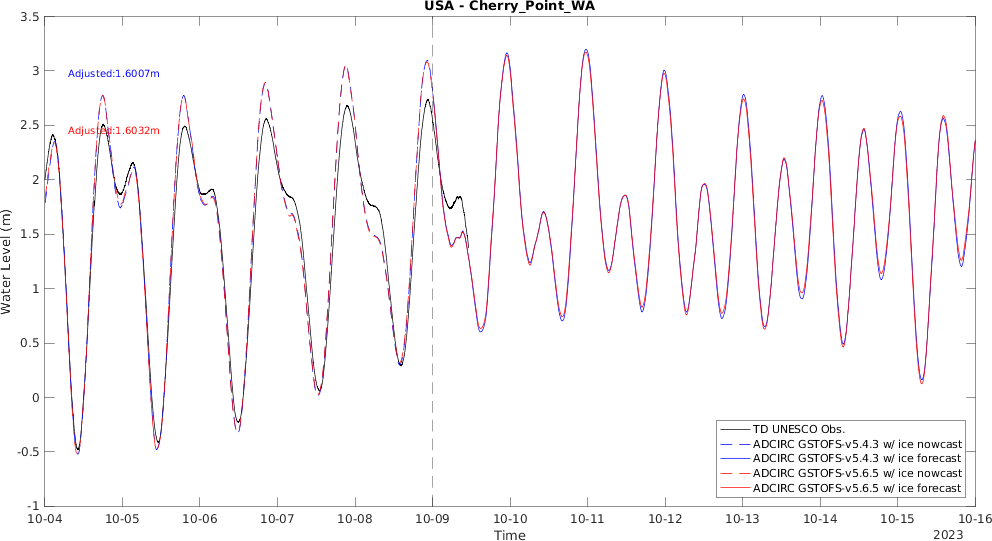 USA - Cherry_Point_WA
3.5
3
2.5
2
1.5
1
0.5
0
-0.5
-1
Water Level (m)
Adjusted:1.6007m
Adjusted:1.6032m
TD UNESCO Obs.
ADCIRC GSTOFS-v5.4.3 w/ ice nowcast
ADCIRC GSTOFS-v5.4.3 w/ ice forecast
ADCIRC GSTOFS-v5.6.5 w/ ice nowcast
ADCIRC GSTOFS-v5.6.5 w/ ice forecast
10-04 10-05 10-06 10-07 10-08 10-09 10-10 10-11 10-12 10-13 10-14 10-15 10-16
Time
2023